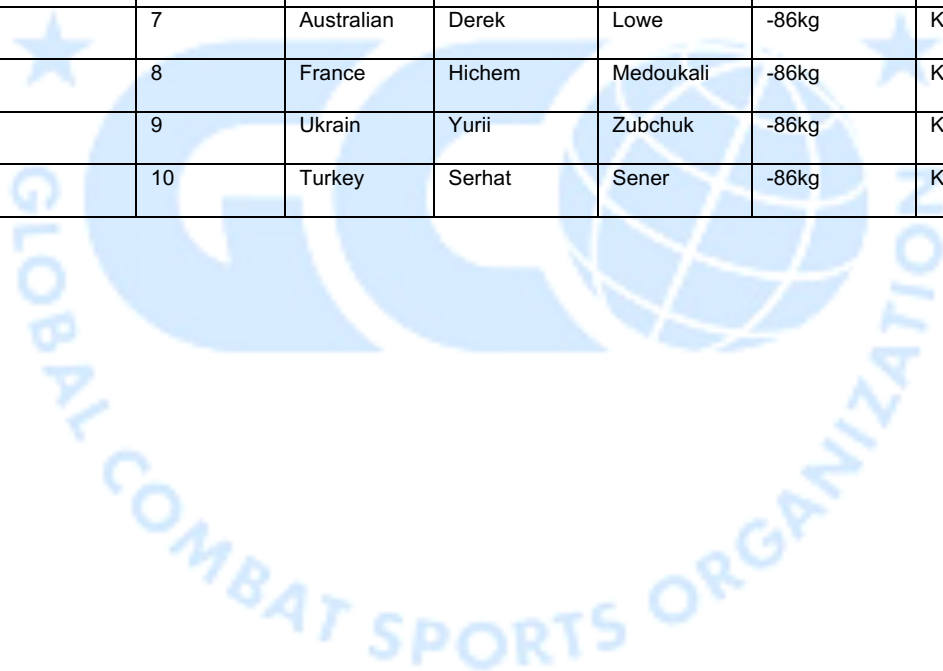 7 Australian Derek Lowe -86kg K
8 France Hichem Medoukali -86kg K
9 Ukrain Yurii Zubchuk -86kg K
10 Turkey Serhat Sener -86kg K
GCO
GLOBAL COMBAT SPORTS ORGANIZATION